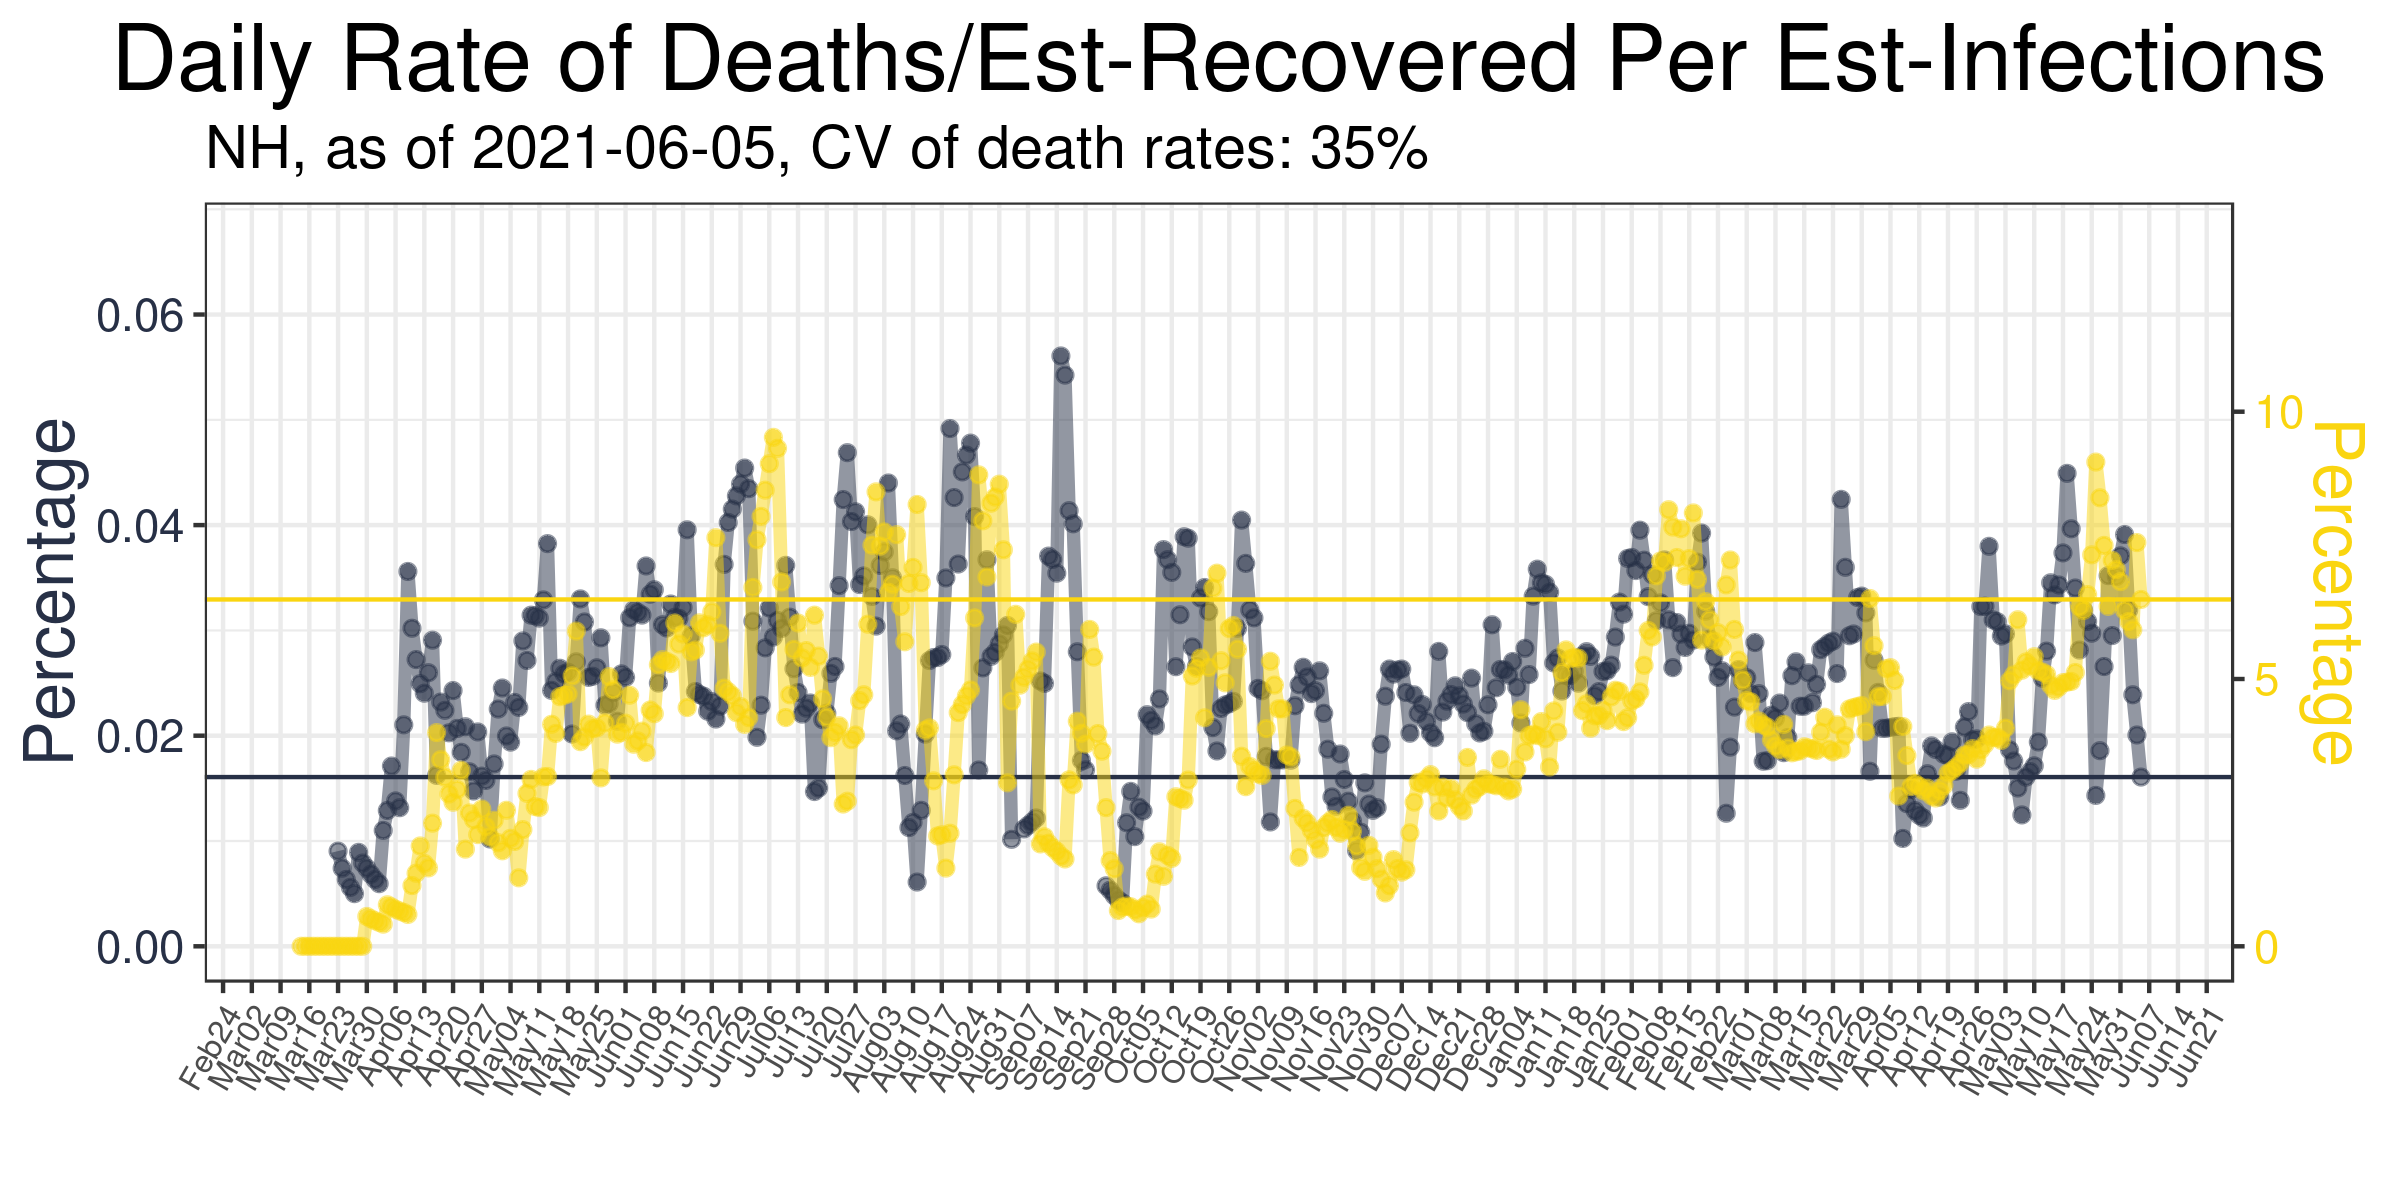 Daily Rate of Deaths/Est-Recovered Per Est-Infections
NH, as of 2021-06-05, CV of death rates: 35%
Percentage
0.06
0.04
0.02
0.00
10
5
0
Percentage
Feb24
Mar02
Mar09
Mar16
Mar23
Mar30
Apr06
Apr13
Apr20
Apr27
May04
May11
May18
May25
Jun01
Jun08
Jun15
Jun22
Jun29
Jul06
Jul13
Jul20
Jul27
Aug03
Aug10
Aug17
Aug24
Aug31
Sep07
Sep14
Sep21
Sep28
Oct05
Oct12
Oct19
Oct26
Nov02
Nov09
Nov16
Nov23
Nov30
Dec07
Dec14
Dec21
Dec28
Jan04
Jan11
Jan18
Jan25
Feb01
Feb08
Feb15
Feb22
Mar01
Mar08
Mar15
Mar22
Mar29
Apr05
Apr12
Apr19
Apr26
May03
May10
May17
May24
May31
Jun07
Jun14
Jun21